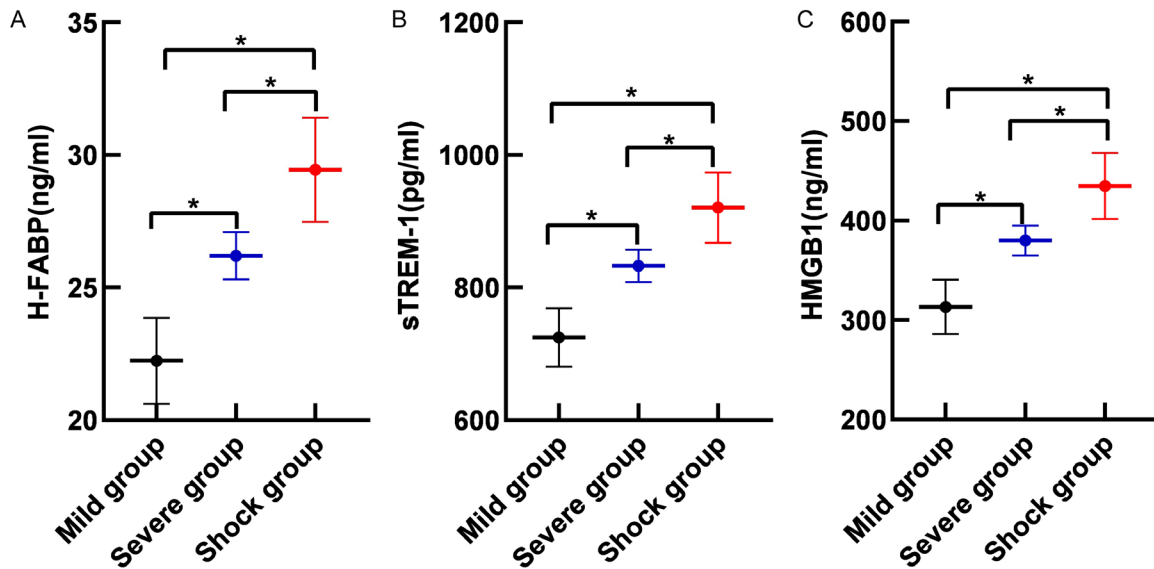 A
H-FABP(ng/ml)
35
30
25
20
*
*
*
Mild group
Severe group
Shock group
B
sTREM-1(pg/ml)
1200
1000
800
600
*
*
*
Mild group
Severe group
Shock group
C
HMGB1(ng/ml)
600
500
400
300
200
*
*
*
Mild group
Severe group
Shock group